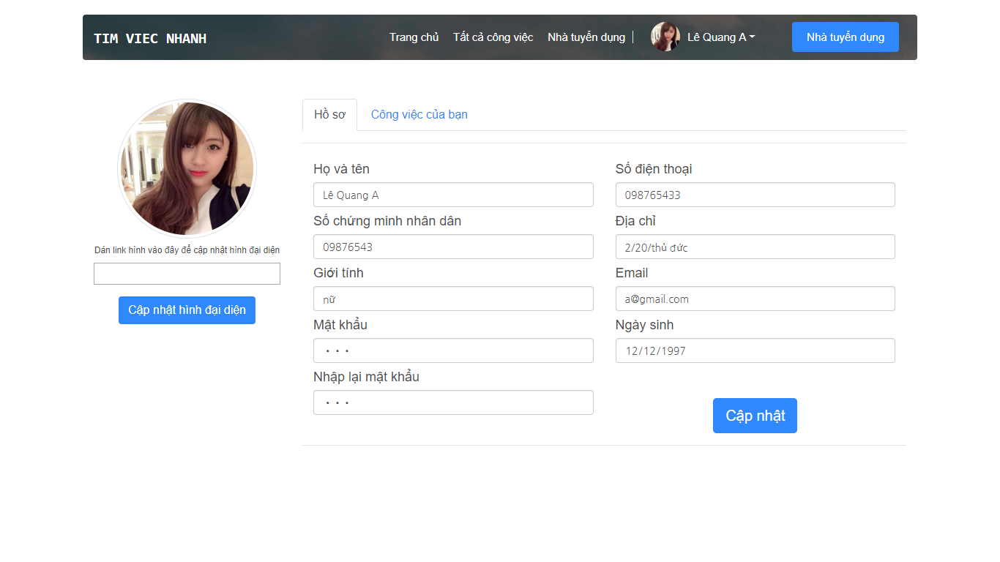 TIM VIEC NHANH
Trang chủ
Tất cả công việc
Nhà tuyển dụng
Lê Quang A
Nhà tuyển dụng
Dán link hình vào đây để cập nhật hình đại diện
Cập nhật hình đại diện
Hồ sơ
Công việc của bạn
Họ và tên
Lê Quang A
Số điện thoại
098765433
Số chứng minh nhân dân
09876543
Địa chỉ
2/20/thủ đức
Giới tính
nữ
Email
a@gmail.com
Mật khẩu
• • •
Ngày sinh
12/12/1997
Nhập lại mật khẩu
• • •
Cập nhật